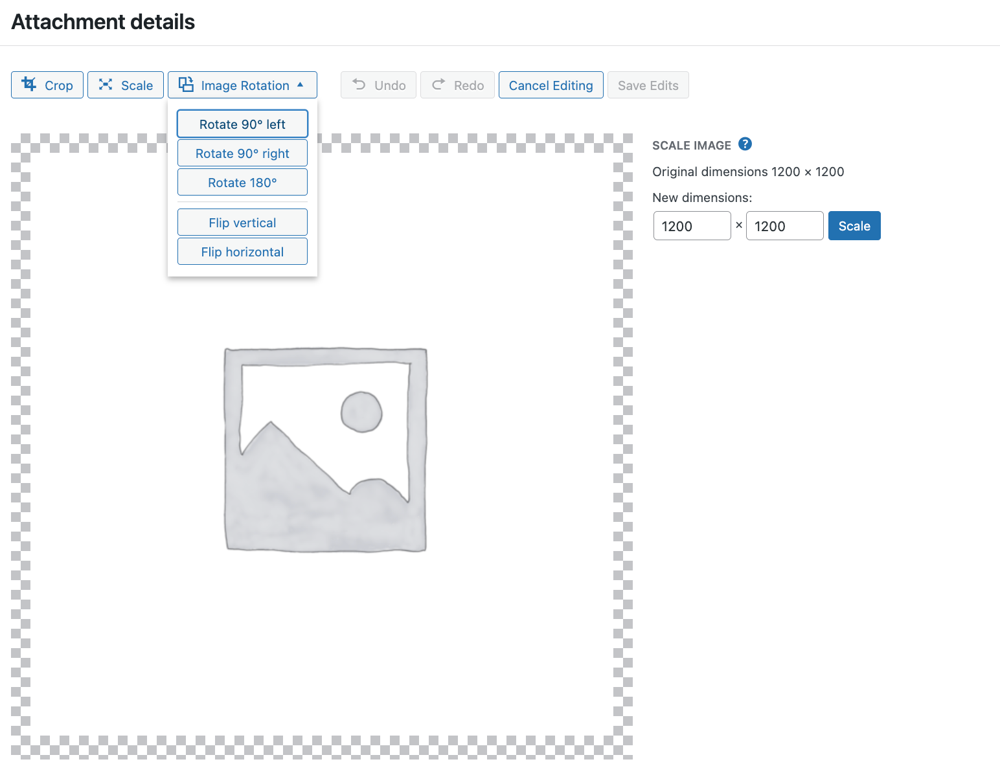 Attachment details
Crop Scale Image Rotation Undo Redo Cancel Editing Save Edits
Rotate 90° left
Rotate 90° right
Rotate 180°
Flip vertical
Flip horizontal
SCALE IMAGE ?
Original dimensions 1200 × 1200
New dimensions:
1200 × 1200 Scale